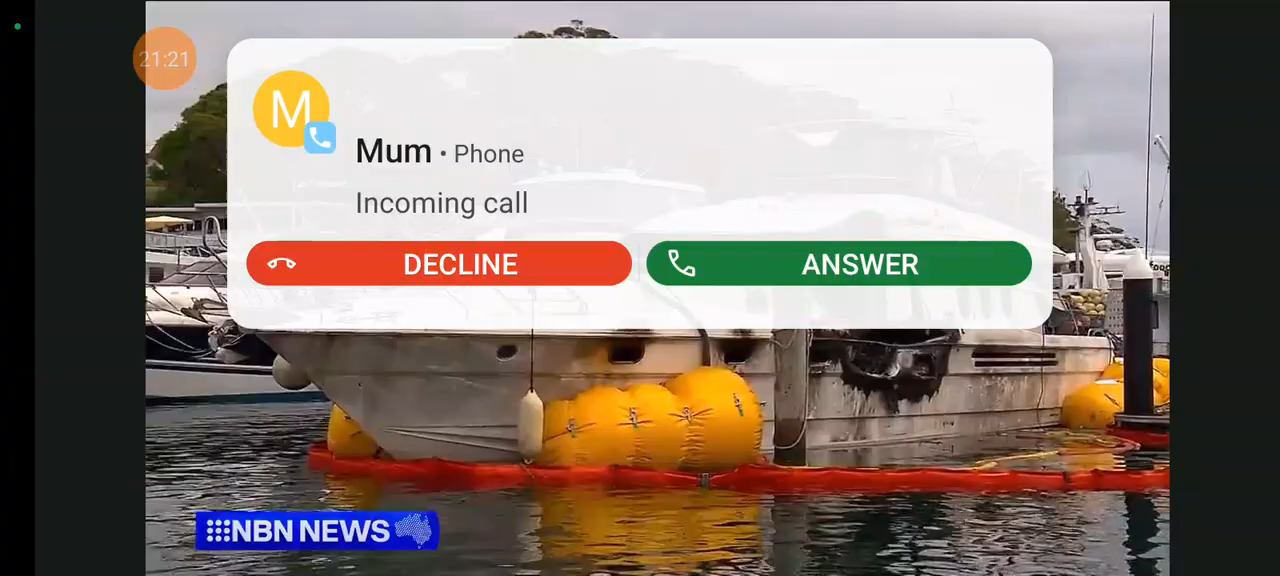 21:21
M
Mum • Phone
Incoming call
DECLINE
ANSWER
NBN NEWS